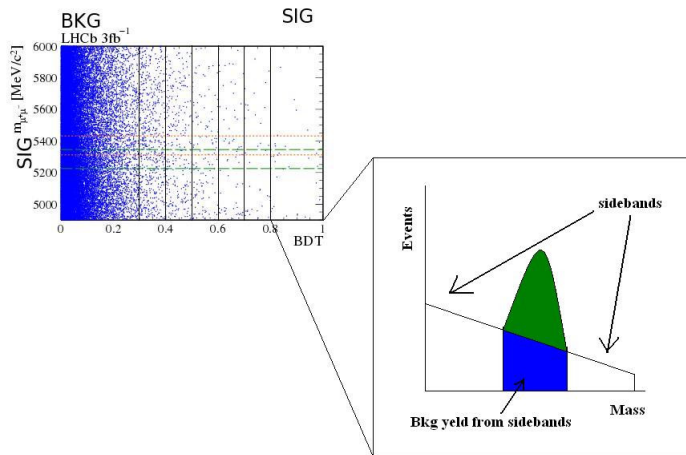 BKG
SIG
LHCb 3fb⁻¹
m_μ⁺μ⁻ [MeV/c²]
SIG
6000
5800
5600
5400
5200
5000
0
0.2
0.4
0.6
0.8
1
BDT
Events
sidebands
Bkg yeld from sidebands
Mass